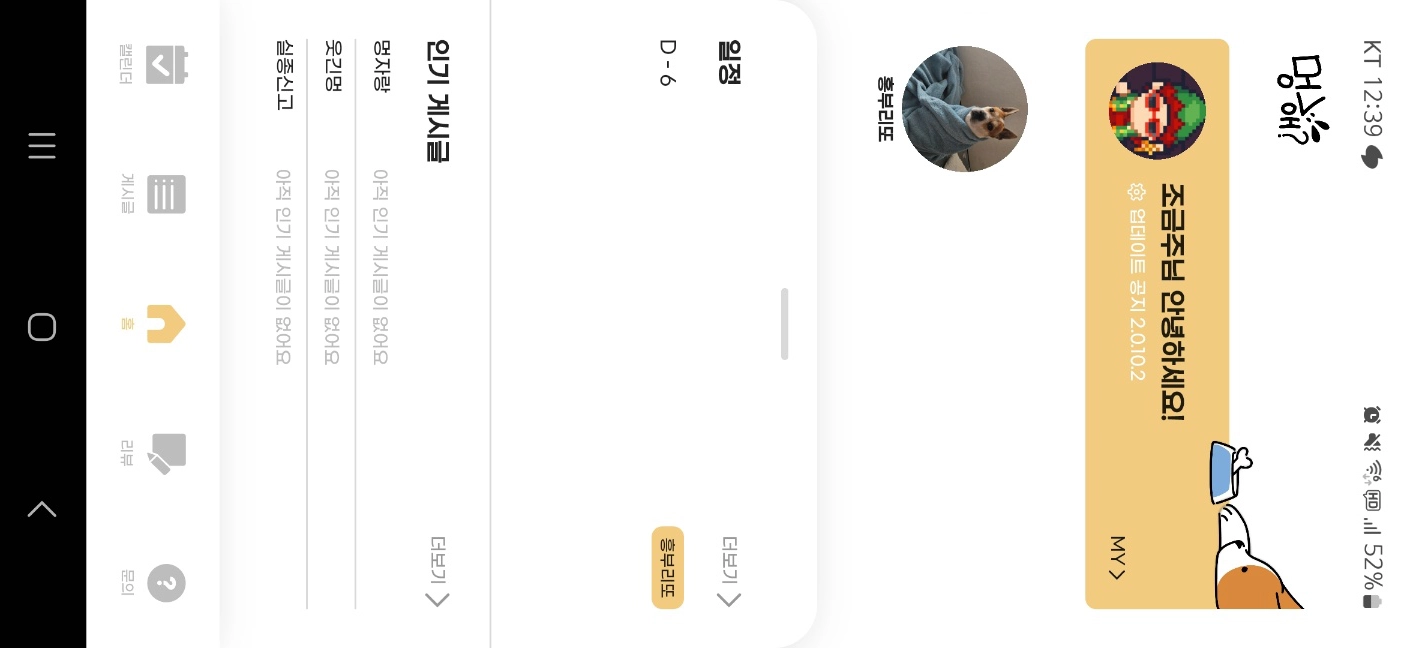 KT 12:39
52%
멍
뭐해?
조금주님 안녕하세요!
업데이트 공지 2.0.10.2
MY
흥부리또
일정
더보기
D - 6
흥부리또
인기 게시글
더보기
멍자랑 아직 인기 게시글이 없어요
웃긴멍 아직 인기 게시글이 없어요
실종신고 아직 인기 게시글이 없어요
캘린더
게시글
홈
리뷰
문의